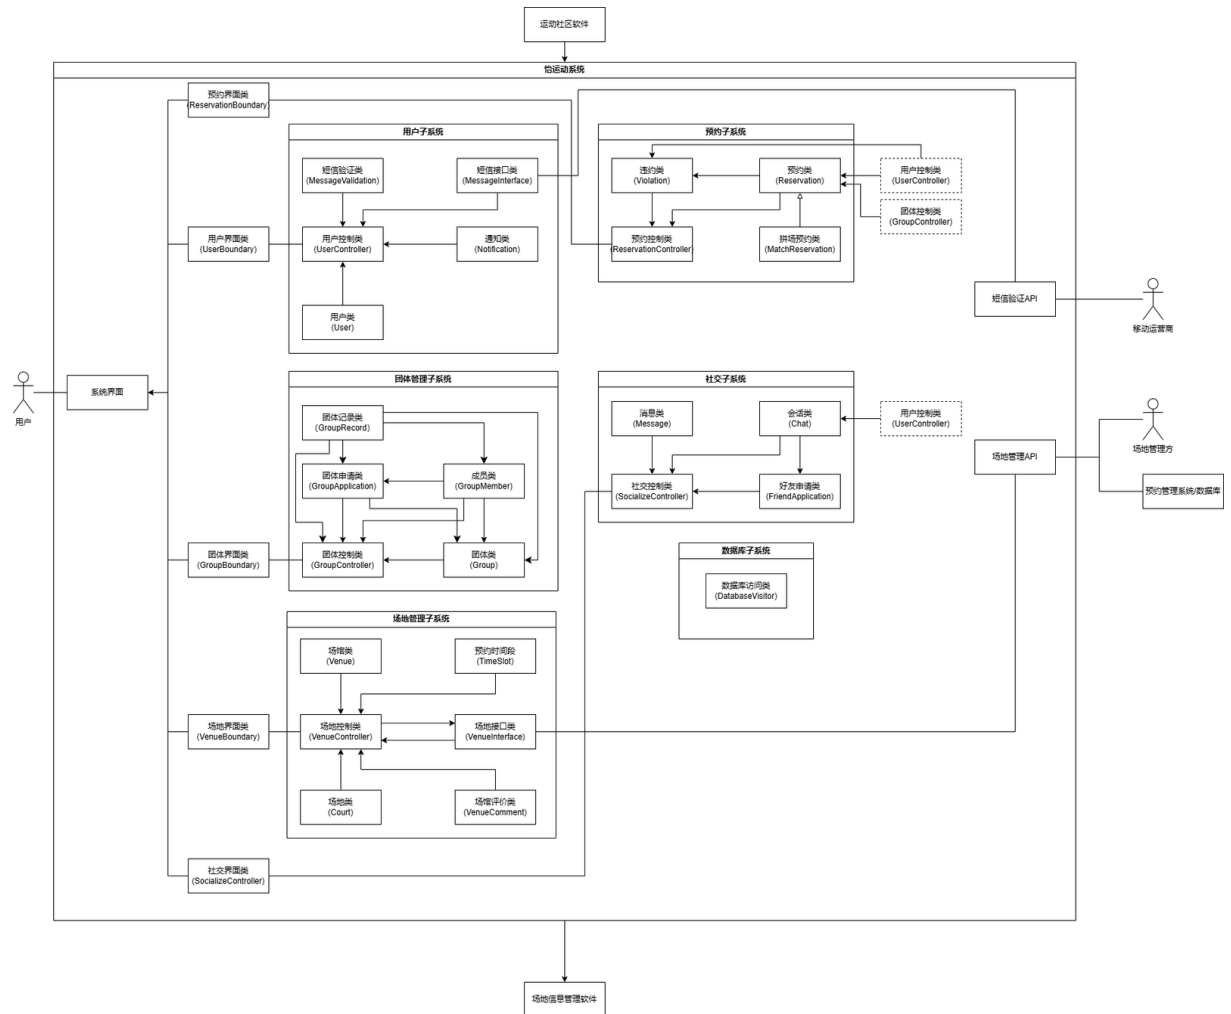 运动社区软件
恰运动系统
预约界面类
(ReservationBoundary)
用户子系统
短信验证类
(MessageValidation)
短信接口类
(MessageInterface)
用户界面类
(UserBoundary)
用户控制类
(UserController)
通知类
(Notification)
用户类
(User)
预约子系统
违约类
(Violation)
预约类
(Reservation)
用户控制类
(UserController)
团体控制类
(GroupController)
预约控制类
(ReservationController)
拼场预约类
(MatchReservation)
短信验证API
移动运营商
用户
系统界面
团体管理子系统
团体记录类
(GroupRecord)
团体申请类
(GroupApplication)
成员类
(GroupMember)
团体界面类
(GroupBoundary)
团体控制类
(GroupController)
团体类
(Group)
社交子系统
消息类
(Message)
会话类
(Chat)
用户控制类
(UserController)
社交控制类
(SocializeController)
好友申请类
(FriendApplication)
场地管理API
场地管理方
预约管理系统/数据库
数据库子系统
数据库访问类
(DatabaseVisitor)
场地管理子系统
场馆类
(Venue)
预约时间段
(TimeSlot)
场地界面类
(VenueBoundary)
场地控制类
(VenueController)
场地接口类
(VenueInterface)
场地类
(Court)
场馆评价类
(VenueComment)
社交界面类
(SocializeController)
场地信息管理软件